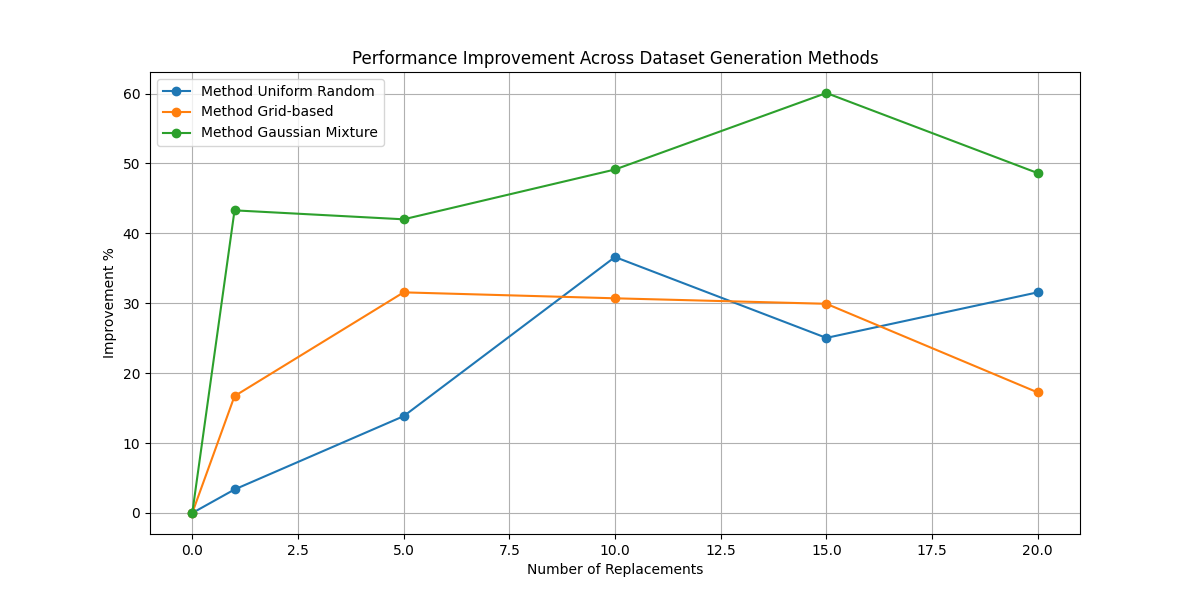 Performance Improvement Across Dataset Generation Methods
Method Uniform Random
Method Grid-based
Method Gaussian Mixture
60
50
40
30
20
10
0
Improvement %
0.0 2.5 5.0 7.5 10.0 12.5 15.0 17.5 20.0
Number of Replacements